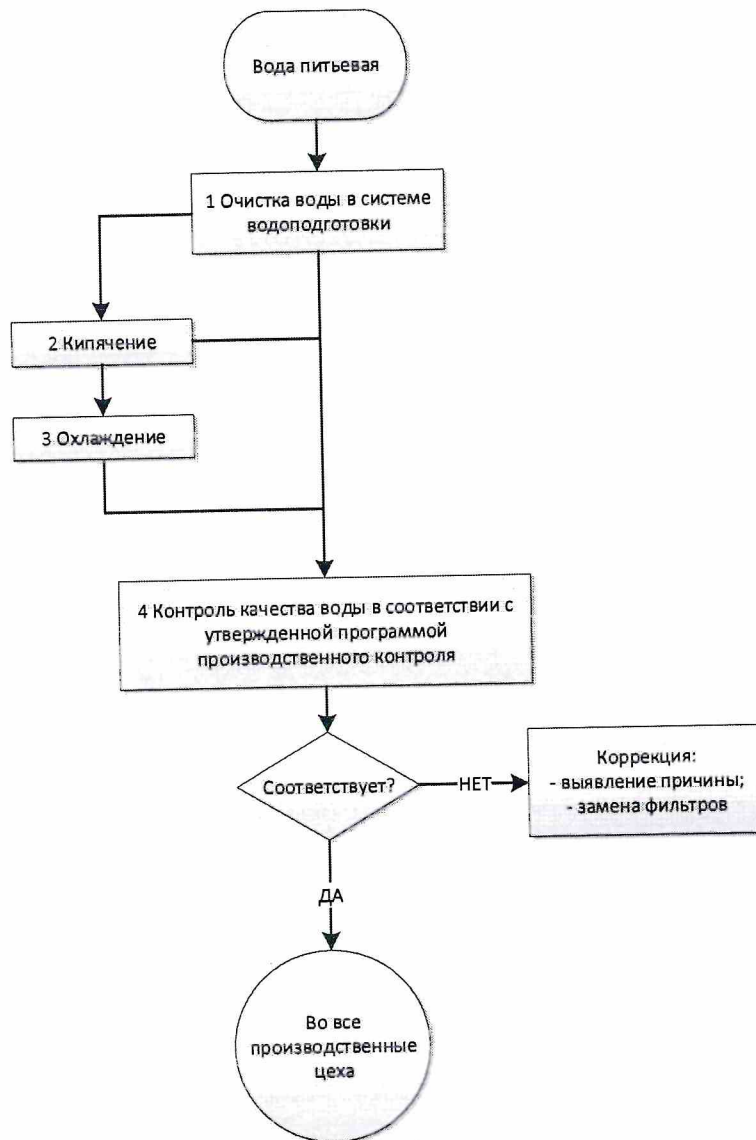 Вода питьевая
1 Очистка воды в системе
водоподготовки
2 Кипячение
3 Охлаждение
4 Контроль качества воды в соответствии с
утвержденной программой
производственного контроля
Соответствует?
НЕТ
Коррекция:
- выявление причины;
- замена фильтров
ДА
Во все
производственные
цеха